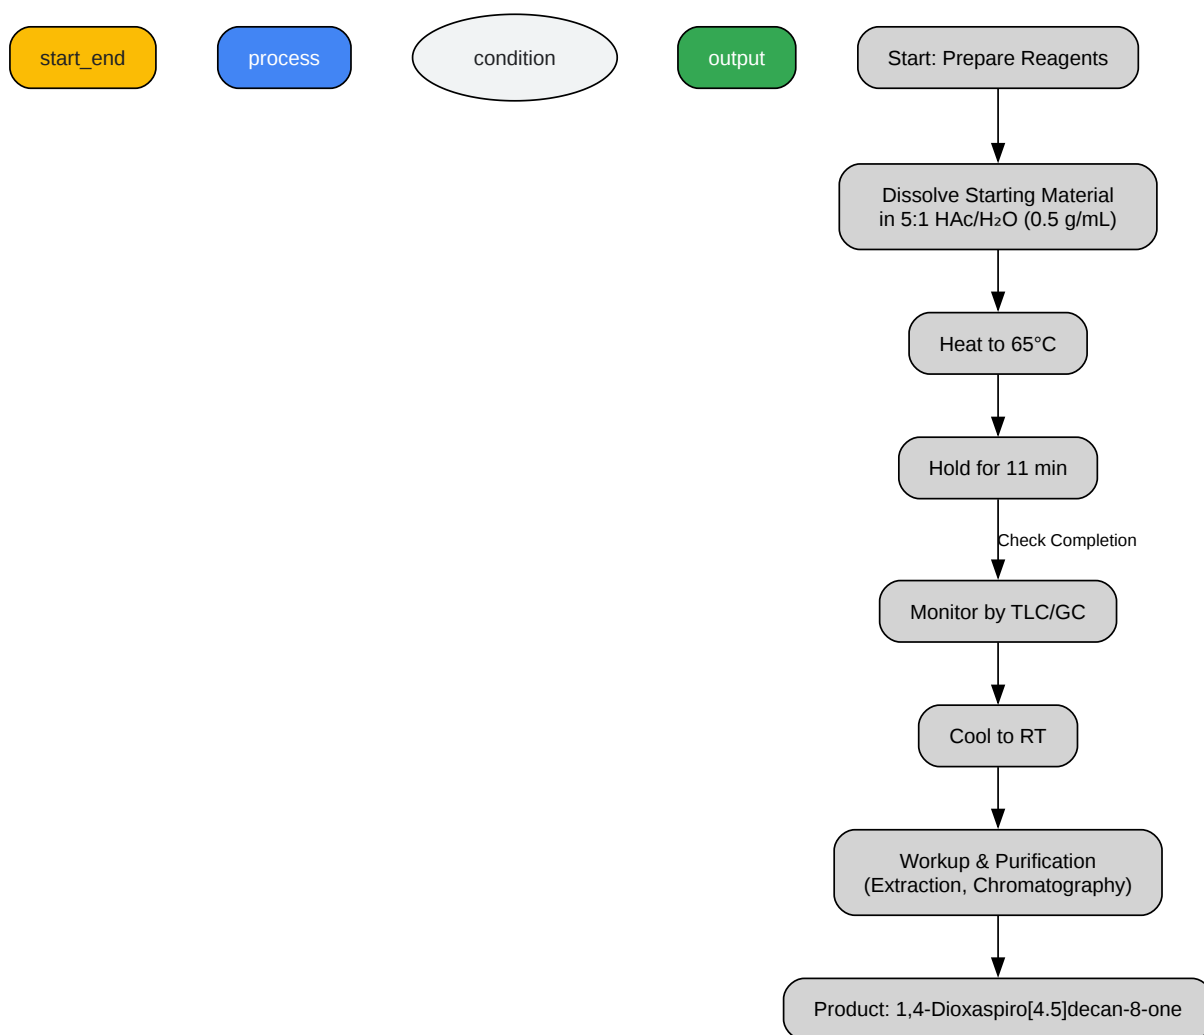 start_end
process
condition
output
Start: Prepare Reagents
Dissolve Starting Material
in 5:1 HAc/H₂O (0.5 g/mL)
Heat to 65°C
Hold for 11 min
Check Completion
Monitor by TLC/GC
Cool to RT
Workup & Purification
(Extraction, Chromatography)
Product: 1,4-Dioxaspiro[4.5]decan-8-one